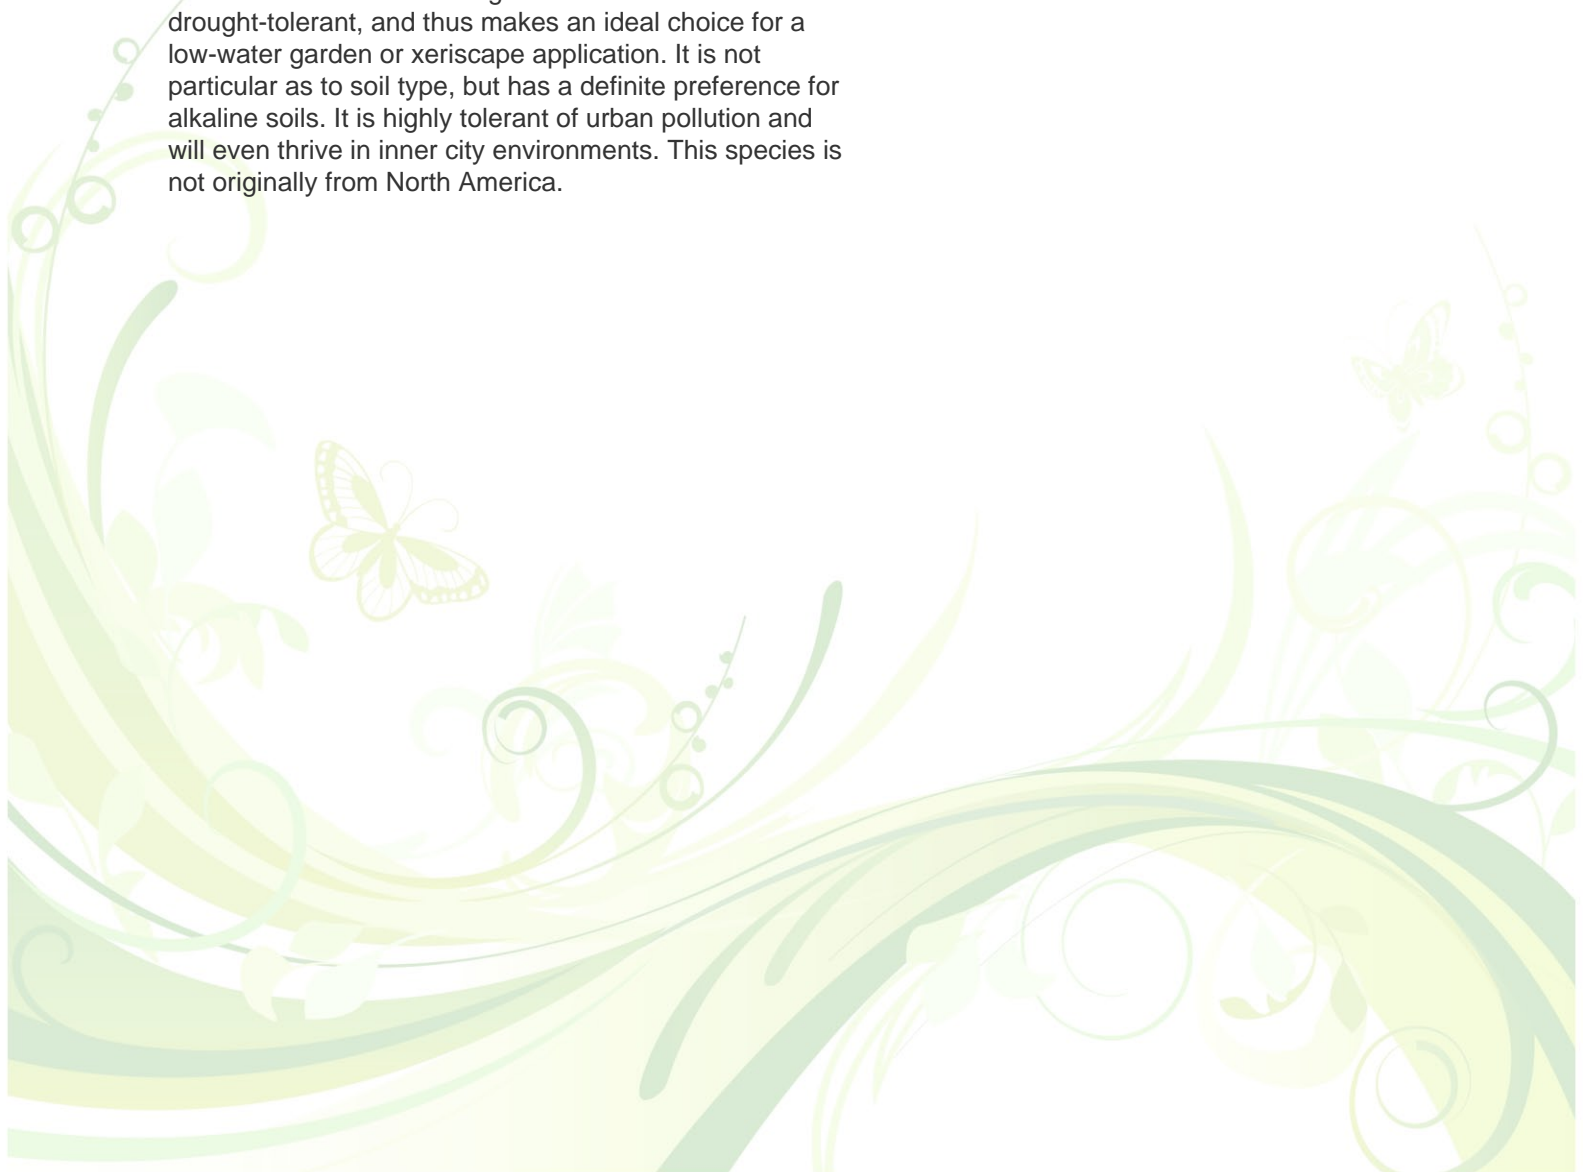 drought-tolerant, and thus makes an ideal choice for a
low-water garden or xeriscape application. It is not
particular as to soil type, but has a definite preference for
alkaline soils. It is highly tolerant of urban pollution and
will even thrive in inner city environments. This species is
not originally from North America.